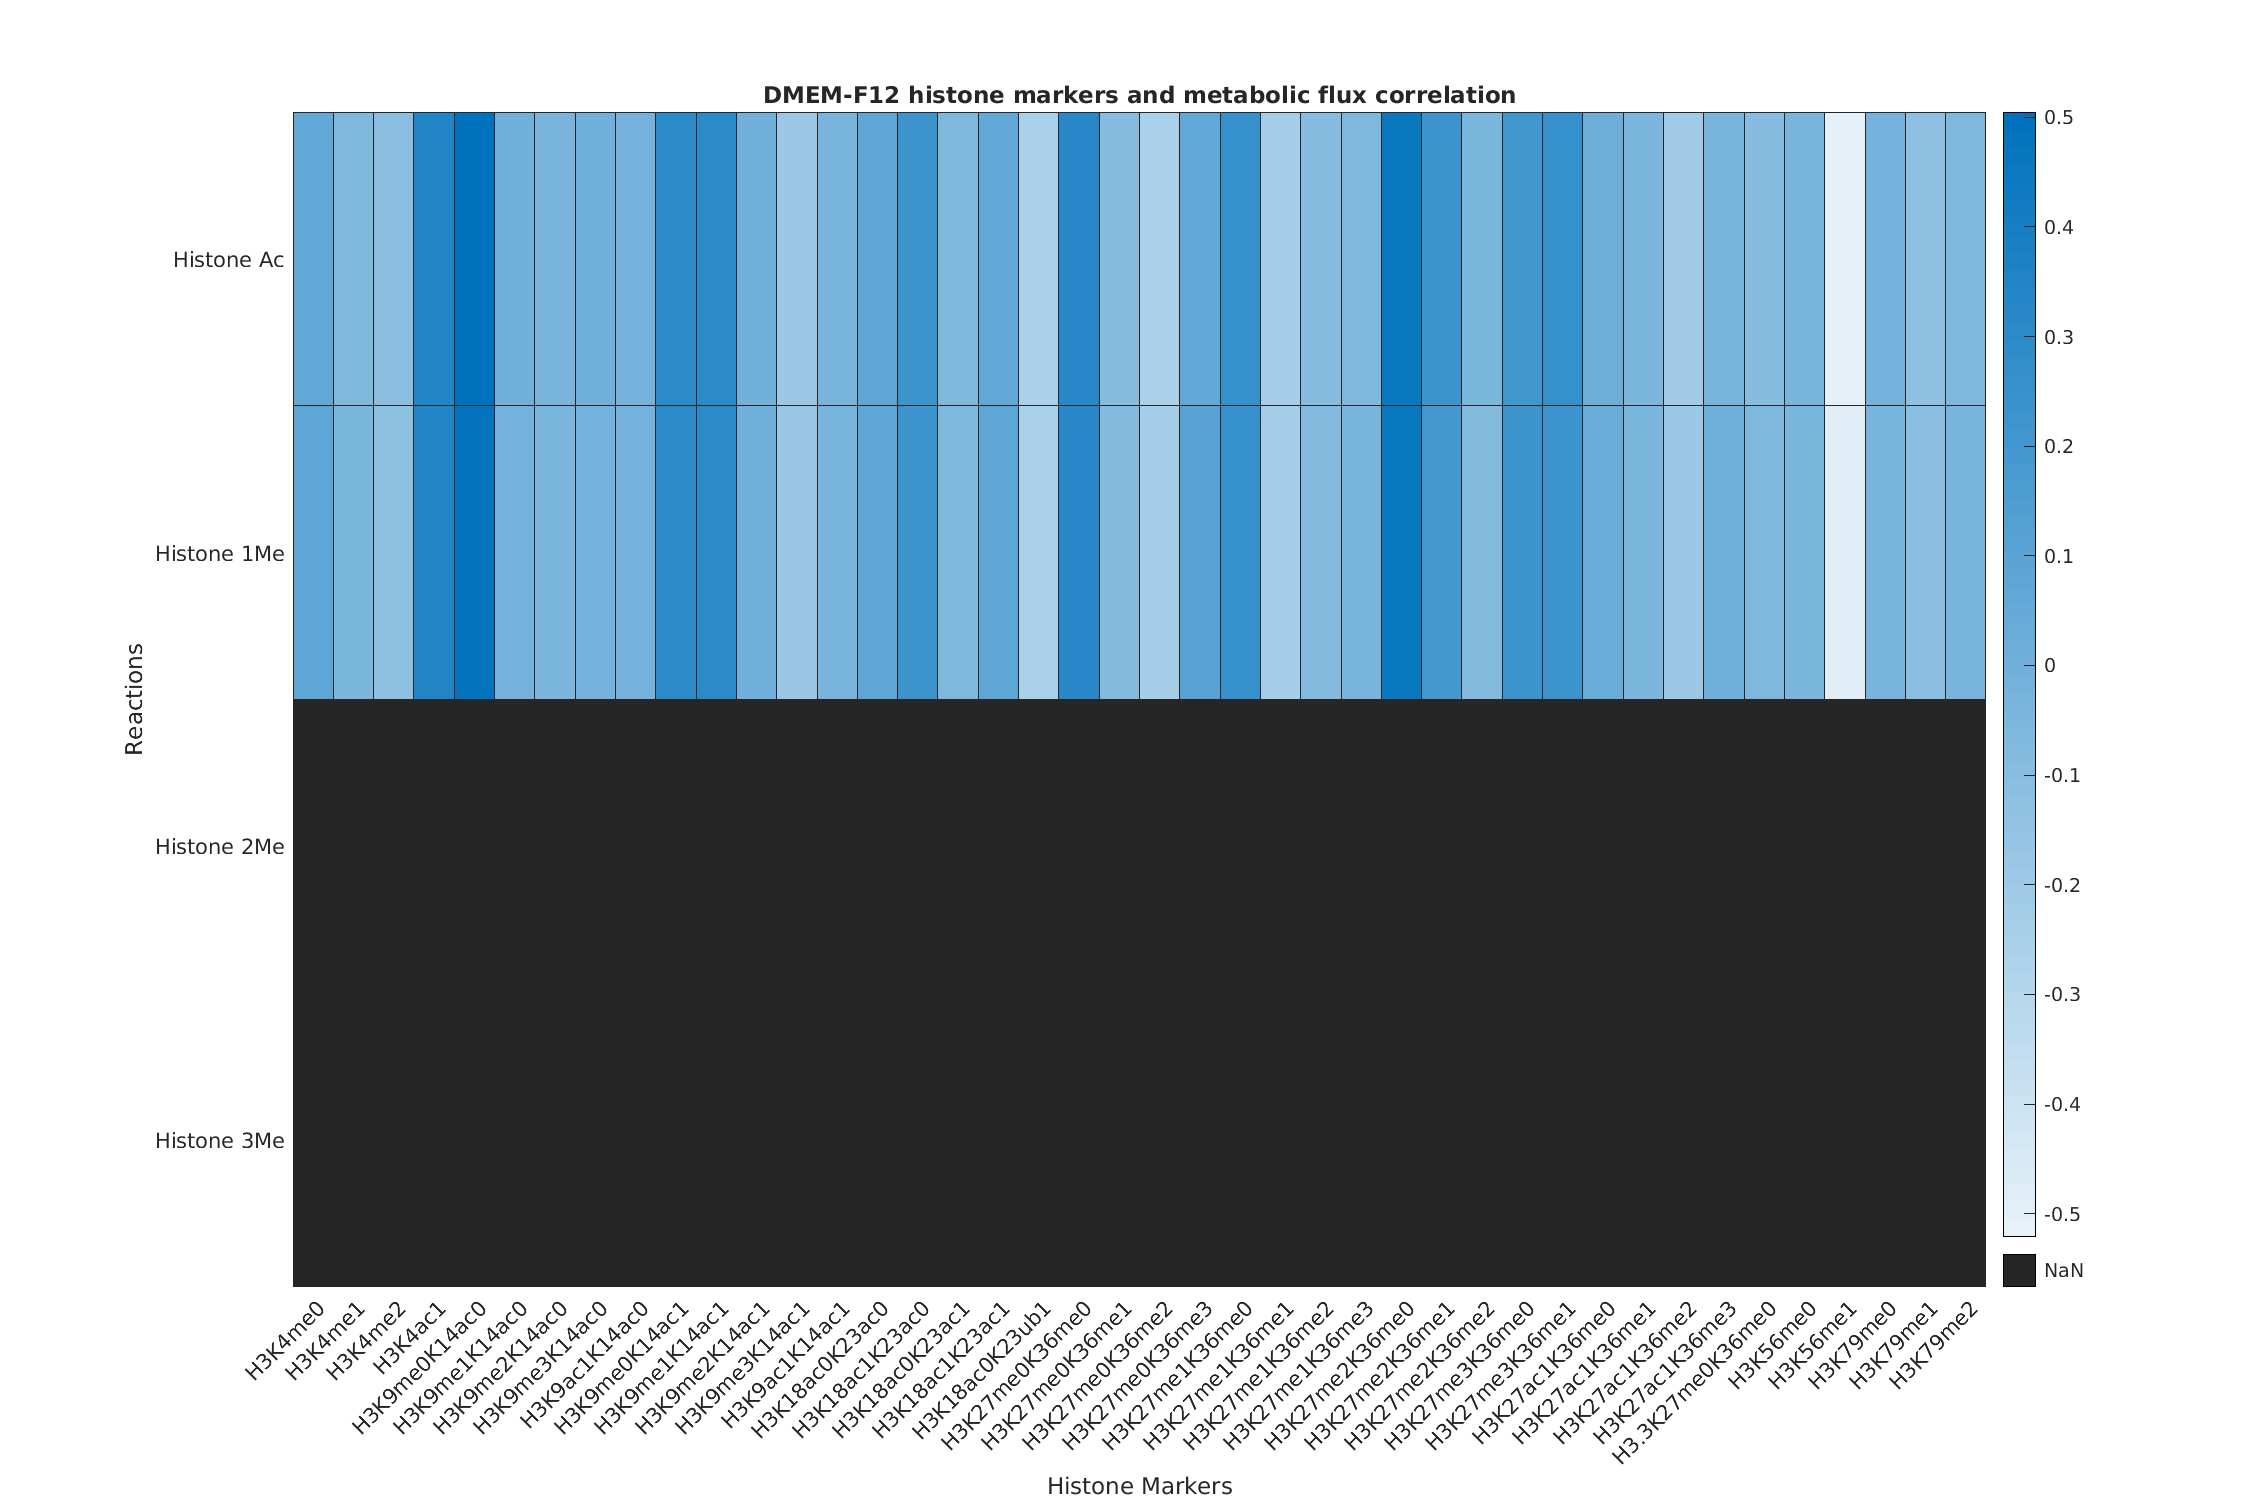 DMEM-F12 histone markers and metabolic flux correlation
Reactions
Histone Ac
Histone 1Me
Histone 2Me
Histone 3Me
0.5
0.4
0.3
0.2
0.1
0
-0.1
-0.2
-0.3
-0.4
-0.5
NaN
H3K4me0
H3K4me1
H3K4me2
H3K4ac1
H3K9me0K14ac0
H3K9me1K14ac0
H3K9me2K14ac0
H3K9me3K14ac0
H3K9ac1K14ac0
H3K9me0K14ac1
H3K9me1K14ac1
H3K9me2K14ac1
H3K9me3K14ac1
H3K9ac1K14ac1
H3K18ac0K23ac0
H3K18ac1K23ac0
H3K18ac0K23ac1
H3K18ac1K23ac1
H3K18ac0K23ub1
H3K27me0K36me0
H3K27me0K36me1
H3K27me0K36me2
H3K27me0K36me3
H3K27me1K36me0
H3K27me1K36me1
H3K27me1K36me2
H3K27me1K36me3
H3K27me2K36me0
H3K27me2K36me1
H3K27me2K36me2
H3K27me3K36me0
H3K27me3K36me1
H3K27ac1K36me0
H3K27ac1K36me1
H3K27ac1K36me2
H3K27ac1K36me3
H3.3K27me0K36me0
H3K56me0
H3K56me1
H3K79me0
H3K79me1
H3K79me2
Histone Markers